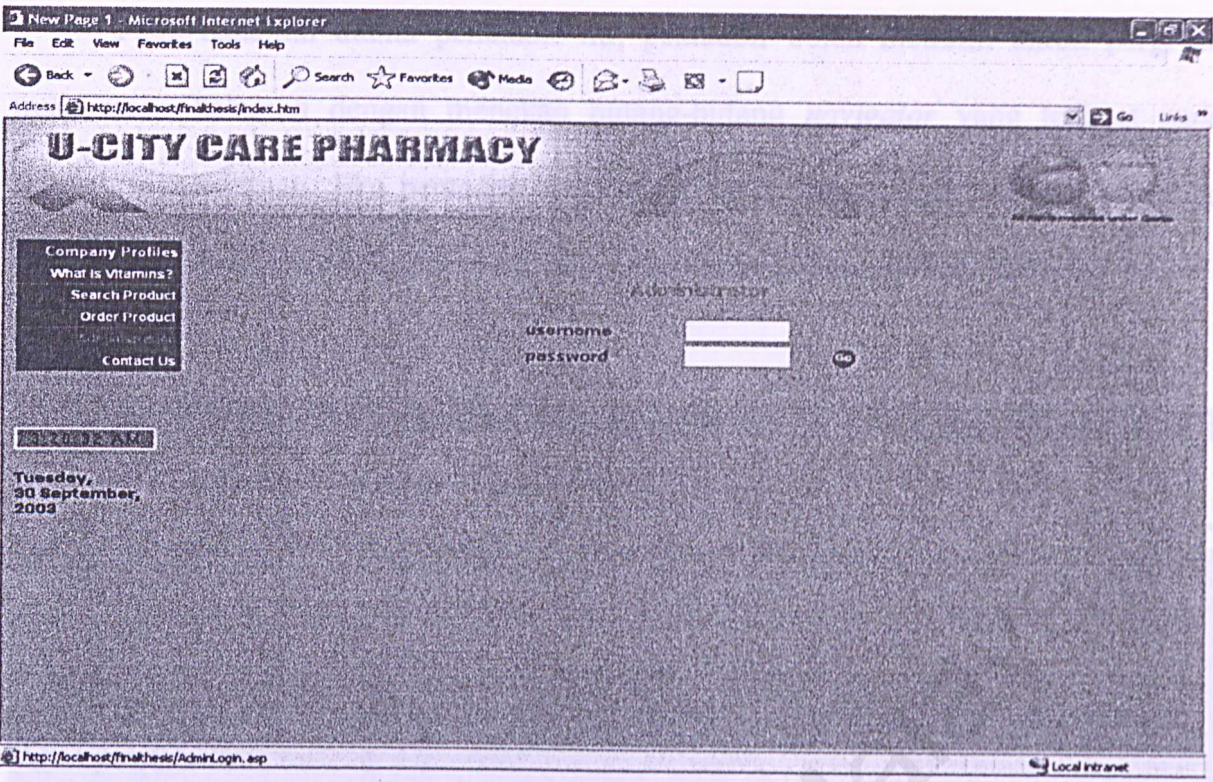 New Page 1 - Microsoft Internet Explorer
File Edit View Favorites Tools Help
Back Search Favorites Media
Address http://localhost/finalthesis/index.htm Go Links »
U-CITY CARE PHARMACY
Company Profiles
What Is Vitamins?
Search Product
Order Product
Contact Us
Administrator
username
password Go
Tuesday,
30 September,
2003
http://localhost/finalthesis/AdminLogin.asp Local intranet